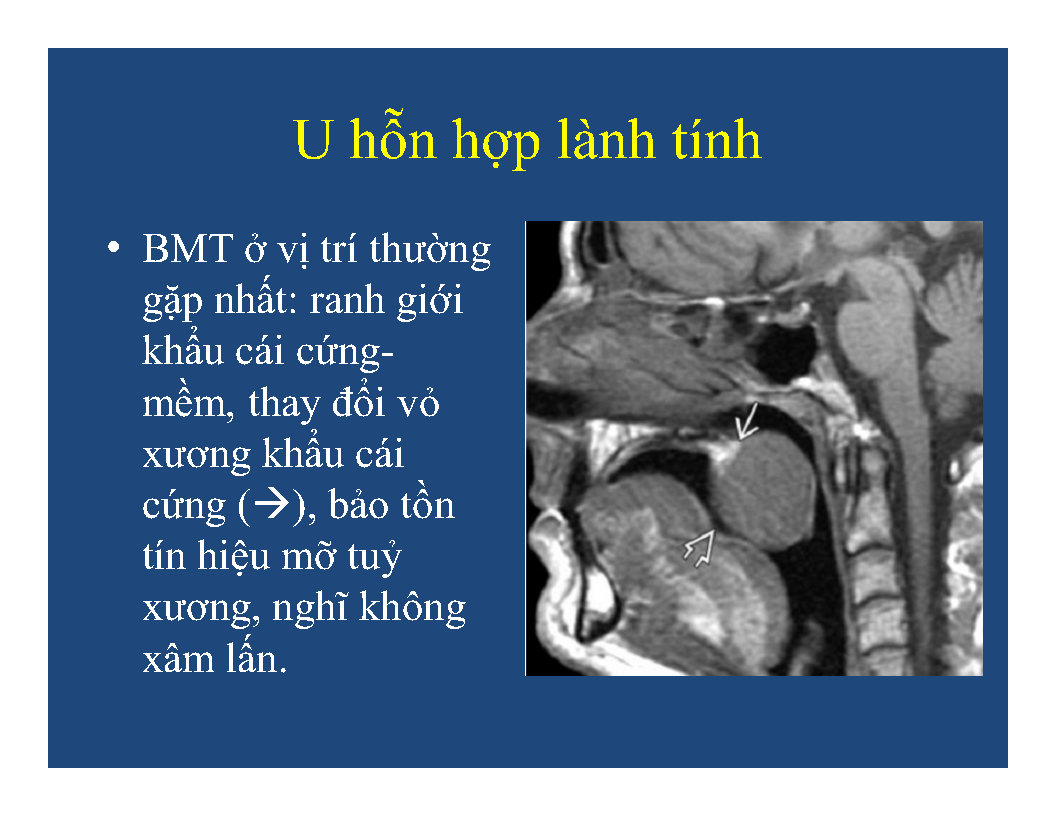 U hỗn hợp lành tính
• BMT ở vị trí thường
gặp nhất: ranh giới
khẩu cái cứng-
mềm, thay đổi vỏ
xương khẩu cái
cứng (→), bảo tồn
tín hiệu mỡ tuỷ
xương, nghĩ không
xâm lấn.